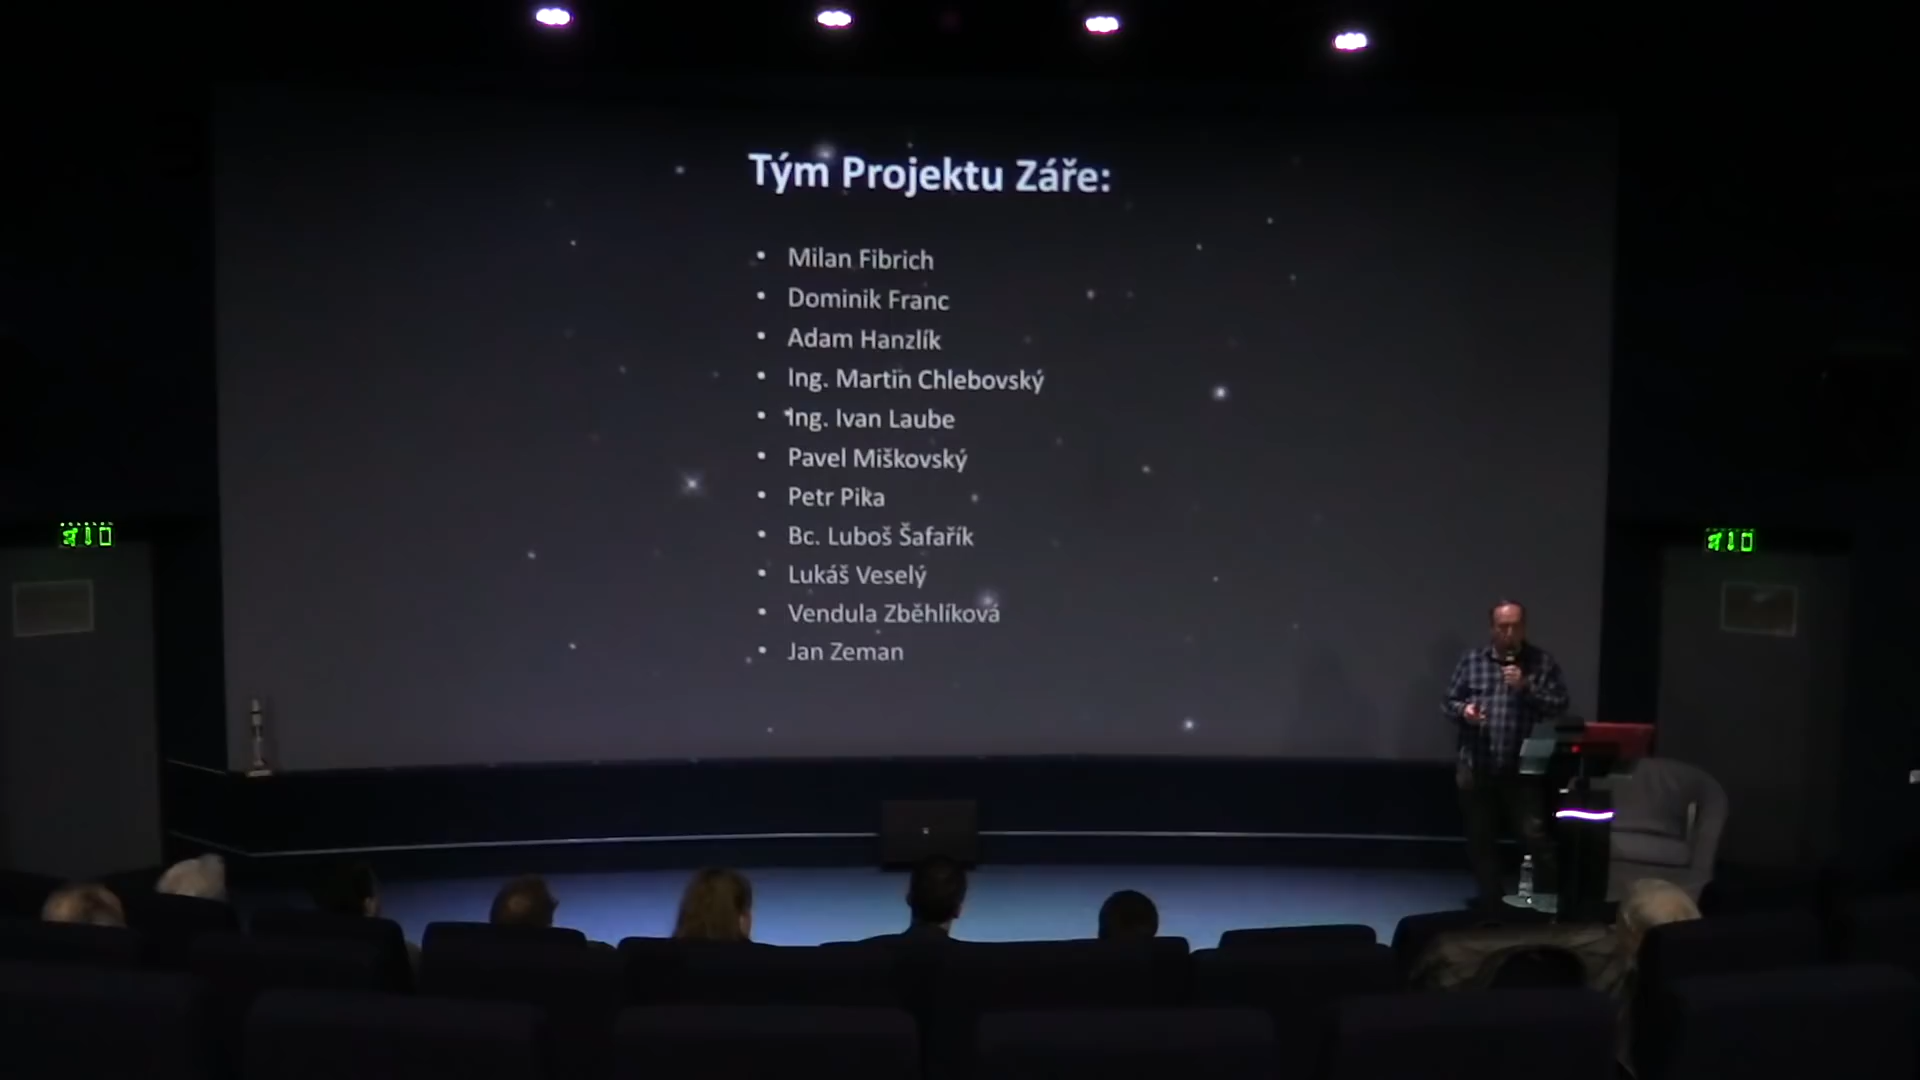 Tým Projektu Záře:
• Milan Fibrich
• Dominik Franc
• Adam Hanzlík
• Ing. Martin Chlebovský
• Ing. Ivan Laube
• Pavel Miškovský
• Petr Pika
• Bc. Luboš Šafařík
• Lukáš Veselý
• Vendula Zběhlíková
• Jan Zeman